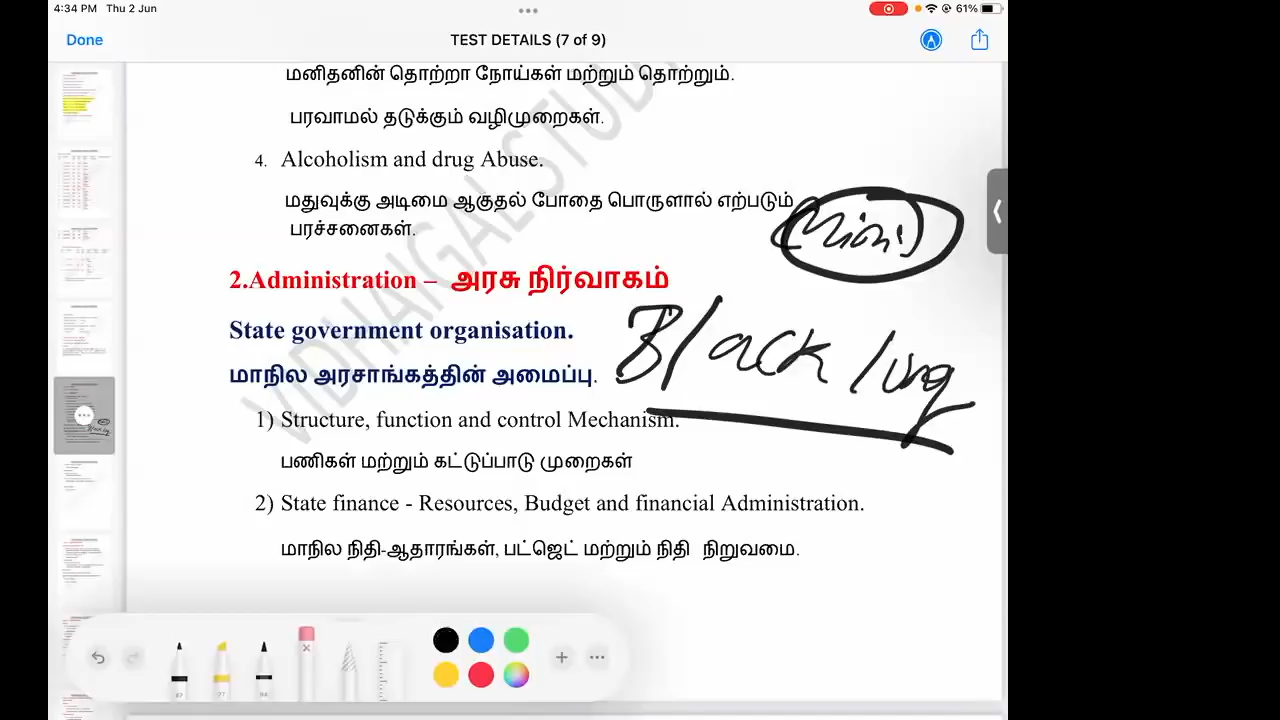 4:34 PM Thu 2 Jun
61%
Done
TEST DETAILS (7 of 9)
மனிதனின் தொற்றா நோய்கள் மற்றும் தொற்றும்.
பரவாமல் தடுக்கும் வழிமுறைகள்.
4. Alcoholism and drug Abuse.
மதுவுக்கு அடிமை ஆகுதல் போதை பொருளால் எற்படும்
பரச்சனைகள்.
2.Administration – அரசு நிர்வாகம்
State government organization.
Black lung
மாநில அரசாங்கத்தின் அமைப்பு.
1) Structure, function and control Mechanism.
பணிகள் மற்றும் கட்டுப்பாடு முறைகள்
2) State finance - Resources, Budget and financial Administration.
மாநில நிதி-ஆதாரங்கள், பட்ஜெட் மற்றும் நிதி நிறுவமை.